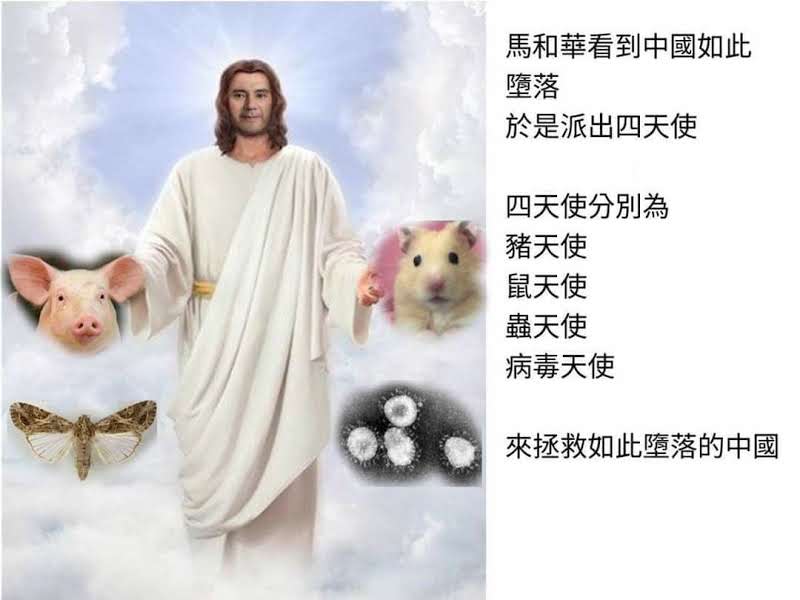 馬和華看到中國如此
墮落
於是派出四天使
四天使分別為
豬天使
鼠天使
蟲天使
病毒天使
來拯救如此墮落的中國